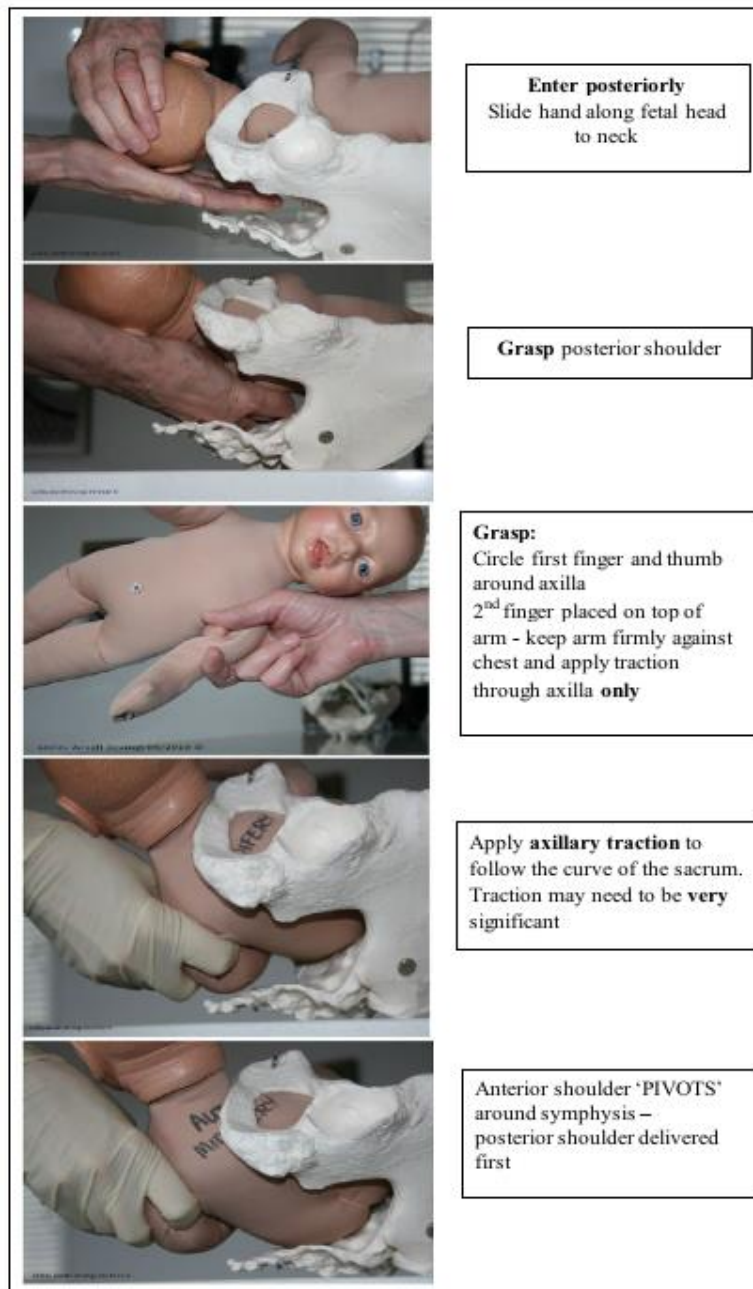 Enter posteriorly
Slide hand along fetal head
to neck
Grasp posterior shoulder
Grasp:
Circle first finger and thumb
around axilla
2nd finger placed on top of
arm - keep arm firmly against
chest and apply traction
through axilla only
Apply axillary traction to
follow the curve of the sacrum.
Traction may need to be very
significant
Anterior shoulder ‘PIVOTS’
around symphysis –
posterior shoulder delivered
first